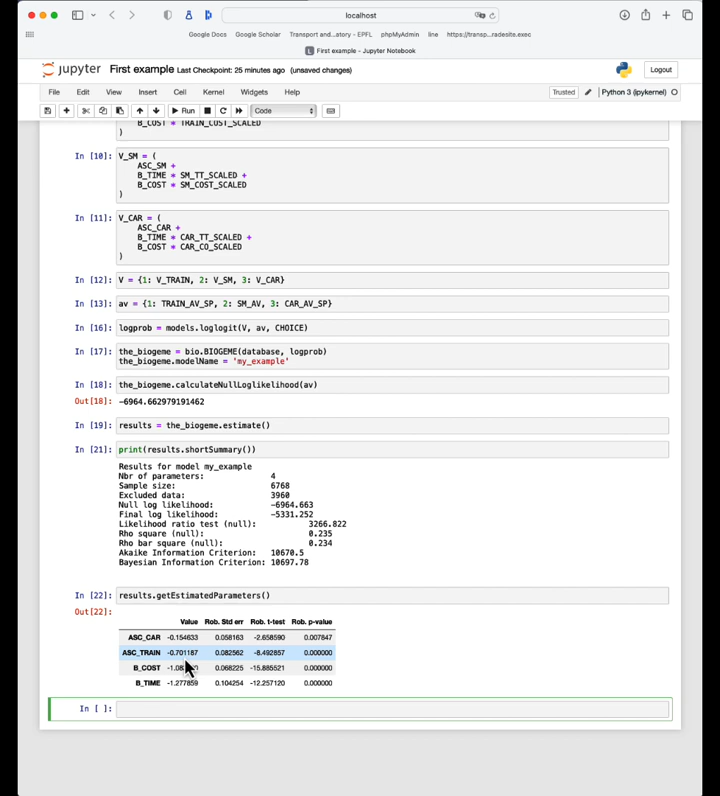 localhost
Google Docs Google Scholar Transport and...atory - EPFL phpMyAdmin line https://transp...radesite.exec
First example - Jupyter Notebook
jupyter First example Last Checkpoint: 25 minutes ago (unsaved changes) Logout
File Edit View Insert Cell Kernel Widgets Help Trusted Python 3 (ipykernel)
Run Code
B_COST * TRAIN_COST_SCALED
)
In [10]: V_SM = (
ASC_SM +
B_TIME * SM_TT_SCALED +
B_COST * SM_COST_SCALED
)
In [11]: V_CAR = (
ASC_CAR +
B_TIME * CAR_TT_SCALED +
B_COST * CAR_CO_SCALED
)
In [12]: V = {1: V_TRAIN, 2: V_SM, 3: V_CAR}
In [13]: av = {1: TRAIN_AV_SP, 2: SM_AV, 3: CAR_AV_SP}
In [16]: logprob = models.loglogit(V, av, CHOICE)
In [17]: the_biogeme = bio.BIOGEME(database, logprob)
the_biogeme.modelName = 'my_example'
In [18]: the_biogeme.calculateNullLoglikelihood(av)
Out[18]: -6964.662979191462
In [19]: results = the_biogeme.estimate()
In [21]: print(results.shortSummary())
Results for model my_example
Nbr of parameters: 4
Sample size: 6768
Excluded data: 3960
Null log likelihood: -6964.663
Final log likelihood: -5331.252
Likelihood ratio test (null): 3266.822
Rho square (null): 0.235
Rho bar square (null): 0.234
Akaike Information Criterion: 10670.5
Bayesian Information Criterion: 10697.78
In [22]: results.getEstimatedParameters()
Out[22]:
Value Rob. Std err Rob. t-test Rob. p-value
ASC_CAR -0.154633 0.058163 -2.658590 0.007847
ASC_TRAIN -0.701187 0.082562 -8.492857 0.000000
B_COST 0.068225 -15.885521 0.000000
B_TIME -1.277859 0.104254 -12.257120 0.000000
In [ ]: